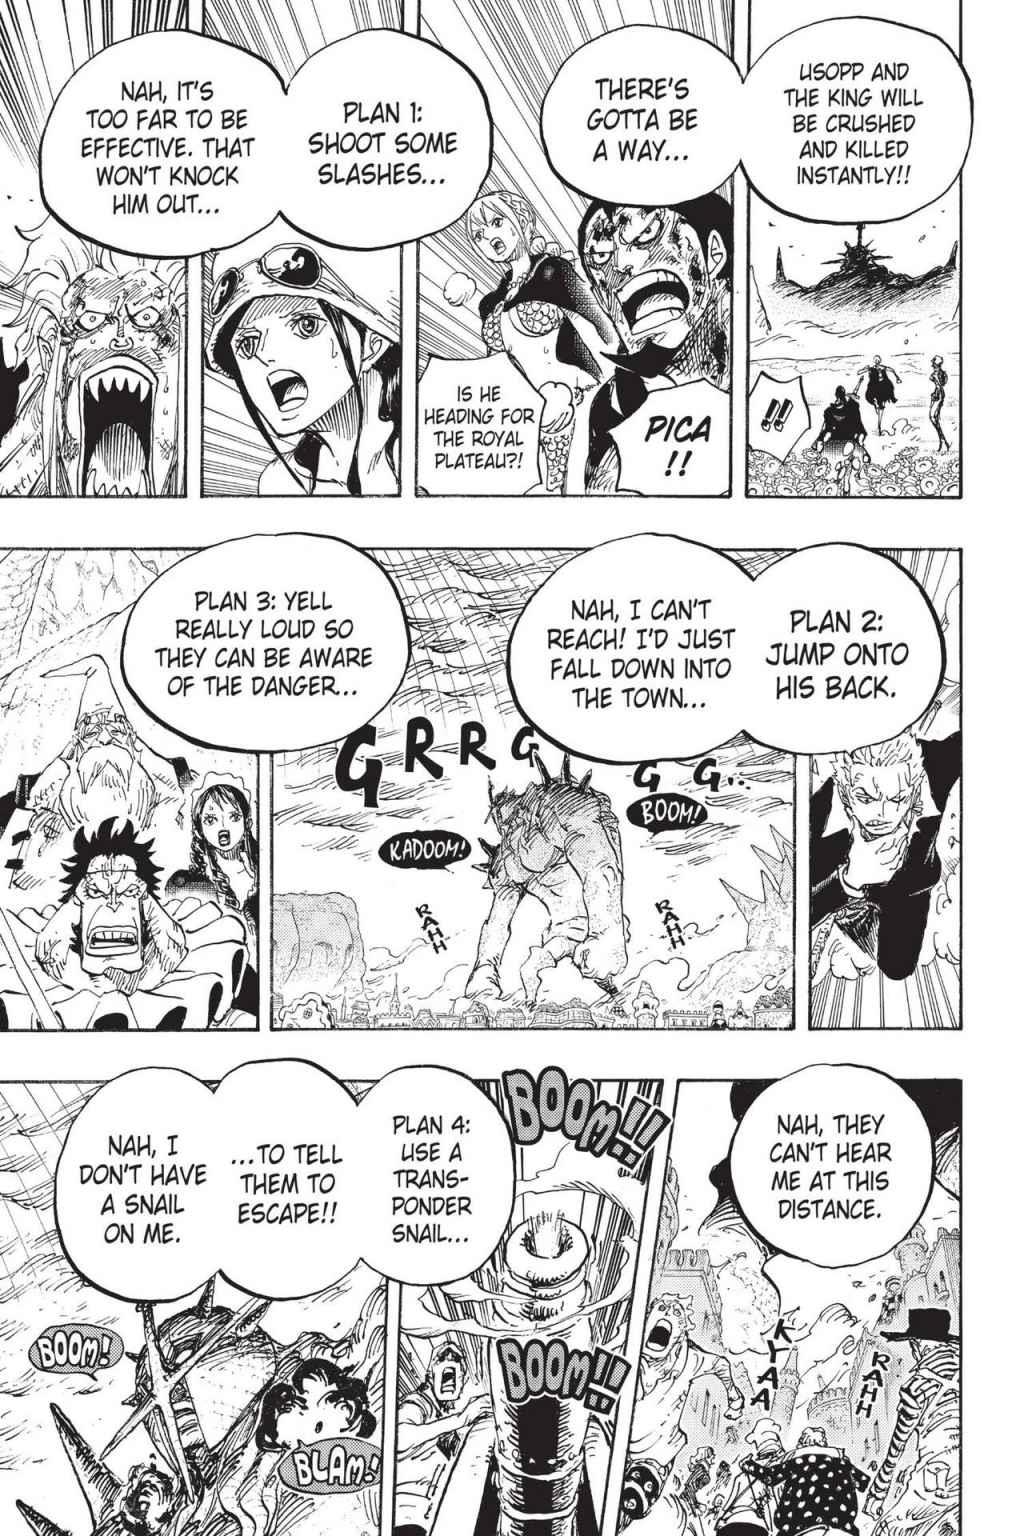 USOPP AND
THE KING WILL
BE CRUSHED
AND KILLED
INSTANTLY!!
!!
THERE'S
GOTTA BE
A WAY...
PICA
!!
IS HE
HEADING FOR
THE ROYAL
PLATEAU?!
PLAN 1:
SHOOT SOME
SLASHES...
NAH, IT'S
TOO FAR TO BE
EFFECTIVE. THAT
WON'T KNOCK
HIM OUT...
PLAN 2:
JUMP ONTO
HIS BACK.
NAH, I CAN'T
REACH! I'D JUST
FALL DOWN INTO
THE TOWN...
GRRG
GG...
BOOM!
KADOOM!
RAHH
RAHH
PLAN 3: YELL
REALLY LOUD SO
THEY CAN BE AWARE
OF THE DANGER...
NAH, THEY
CAN'T HEAR
ME AT THIS
DISTANCE.
KYAA
RAHH
BOOM!!
BOOM!!
PLAN 4:
USE A
TRANS-
PONDER
SNAIL...
...TO TELL
THEM TO
ESCAPE!!
NAH, I
DON'T HAVE
A SNAIL
ON ME.
BOOM!
BLAM!